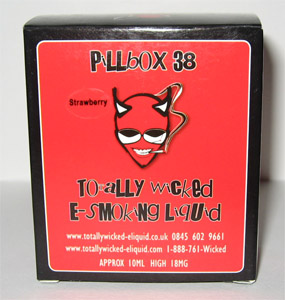 PillbOX 38
Strawberry
TOtALLY wicked
E-SmOKiNG LiQUid
www.totallywicked-eliquid.co.uk 0845 602 9661
www.totallywicked-eliquid.com 1-888-761-Wicked
APPROX 10ML HIGH 18MG